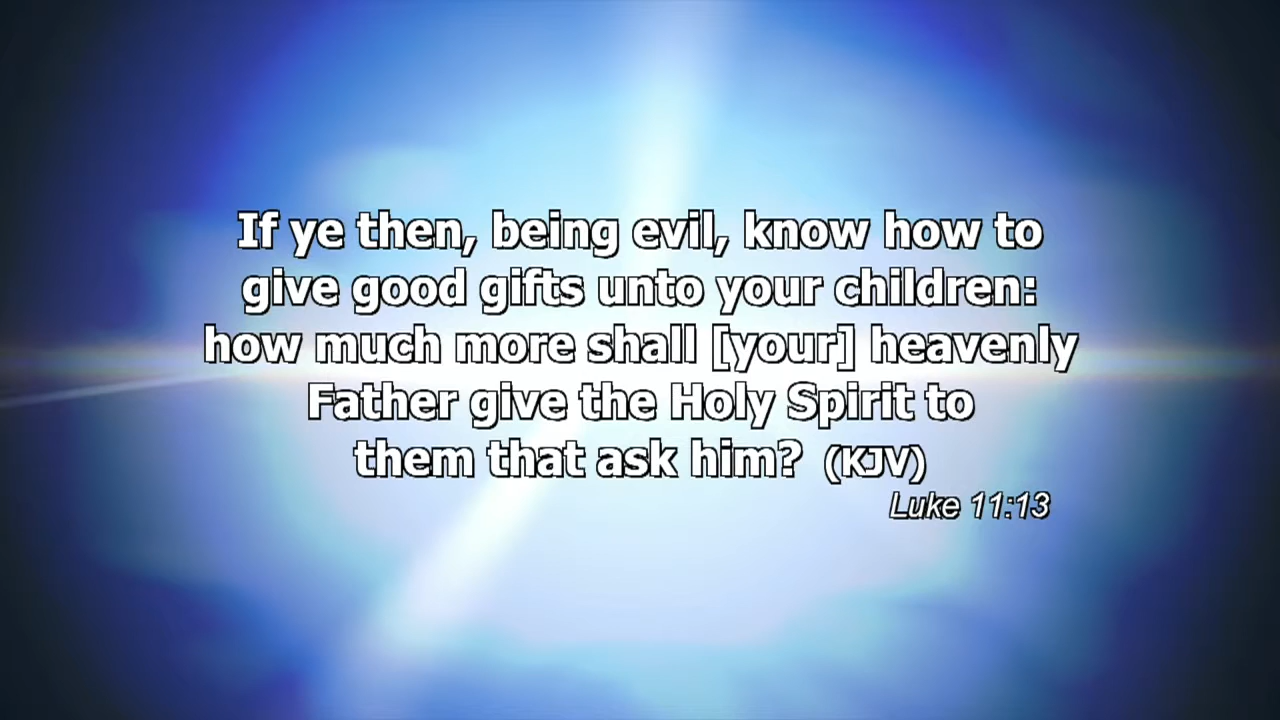 If ye then, being evil, know how to
give good gifts unto your children:
how much more shall [your] heavenly
Father give the Holy Spirit to
them that ask him? (KJV)
Luke 11:13